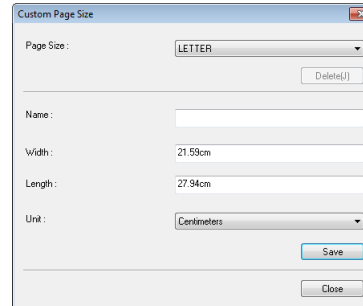 Custom Page Size
Page Size :
LETTER
Delete(J)
Name :
Width :
21.59cm
Length :
27.94cm
Unit :
Centimeters
Save
Close